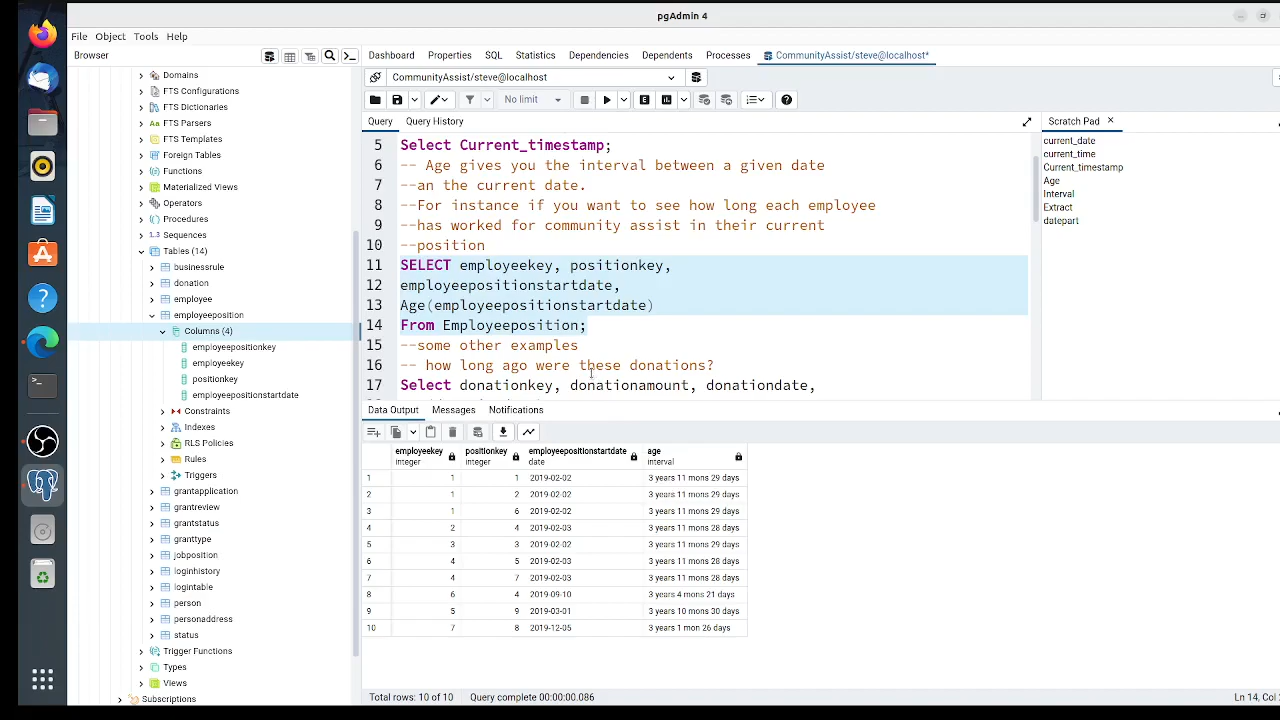 pgAdmin 4
File Object Tools Help
Browser
Dashboard Properties SQL Statistics Dependencies Dependents Processes CommunityAssist/steve@localhost*
Domains
FTS Configurations
FTS Dictionaries
FTS Parsers
FTS Templates
Foreign Tables
Functions
Materialized Views
Operators
Procedures
Sequences
Tables (14)
businessrule
donation
employee
employeeposition
Columns (4)
employeepositionkey
employeekey
positionkey
employeepositionstartdate
Constraints
Indexes
RLS Policies
Rules
Triggers
grantapplication
grantreview
grantstatus
granttype
jobposition
loginhistory
logintable
person
personaddress
status
Trigger Functions
Types
Views
Subscriptions
CommunityAssist/steve@localhost
No limit
Query Query History
Scratch Pad
5 Select Current_timestamp;
6 -- Age gives you the interval between a given date
7 --an the current date.
8 --For instance if you want to see how long each employee
9 --has worked for community assist in their current
10 --position
11 SELECT employeekey, positionkey,
12 employeepositionstartdate,
13 Age(employeepositionstartdate)
14 From Employeeposition;
15 --some other examples
16 -- how long ago were these donations?
17 Select donationkey, donationamount, donationdate,
current_date
current_time
Current_timestamp
Age
Interval
Extract
datepart
Data Output Messages Notifications
employeekey positionkey employeepositionstartdate age
integer integer date interval
1 1 1 2019-02-02 3 years 11 mons 29 days
2 1 2 2019-02-02 3 years 11 mons 29 days
3 1 6 2019-02-02 3 years 11 mons 29 days
4 2 4 2019-02-03 3 years 11 mons 28 days
5 3 3 2019-02-02 3 years 11 mons 29 days
6 4 5 2019-02-03 3 years 11 mons 28 days
7 4 7 2019-02-03 3 years 11 mons 28 days
8 6 4 2019-09-10 3 years 4 mons 21 days
9 5 9 2019-03-01 3 years 10 mons 30 days
10 7 8 2019-12-05 3 years 1 mon 26 days
Total rows: 10 of 10 Query complete 00:00:00.086
Ln 14, Col